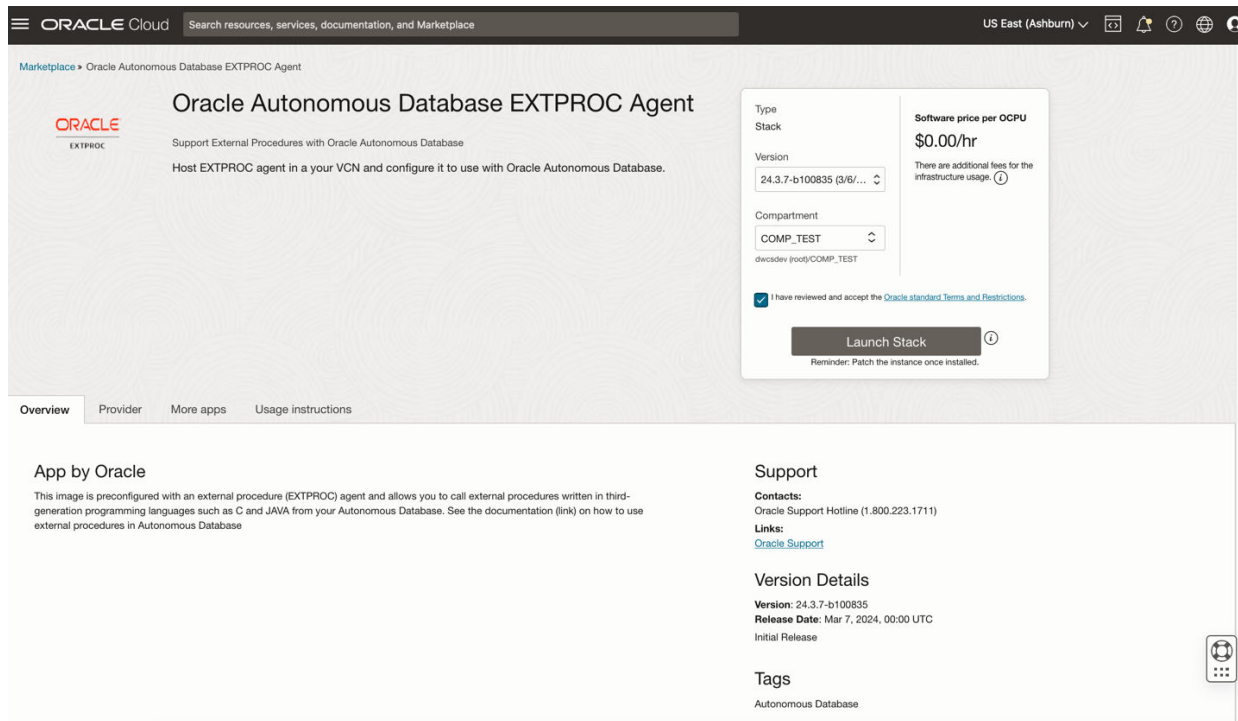 ORACLE Cloud
Search resources, services, documentation, and Marketplace
US East (Ashburn)
Marketplace » Oracle Autonomous Database EXTPROC Agent
ORACLE
EXTPROC
Oracle Autonomous Database EXTPROC Agent
Support External Procedures with Oracle Autonomous Database
Host EXTPROC agent in a your VCN and configure it to use with Oracle Autonomous Database.
Type
Stack
Version
24.3.7-b100835 (3/6/...
Compartment
COMP_TEST
dwcsdev (root)/COMP_TEST
Software price per OCPU
$0.00/hr
There are additional fees for the
infrastructure usage.
I have reviewed and accept the Oracle standard Terms and Restrictions.
Launch Stack
Reminder: Patch the instance once installed.
Overview
Provider
More apps
Usage instructions
App by Oracle
This image is preconfigured with an external procedure (EXTPROC) agent and allows you to call external procedures written in third-
generation programming languages such as C and JAVA from your Autonomous Database. See the documentation (link) on how to use
external procedures in Autonomous Database
Support
Contacts:
Oracle Support Hotline (1.800.223.1711)
Links:
Oracle Support
Version Details
Version: 24.3.7-b100835
Release Date: Mar 7, 2024, 00:00 UTC
Initial Release
Tags
Autonomous Database